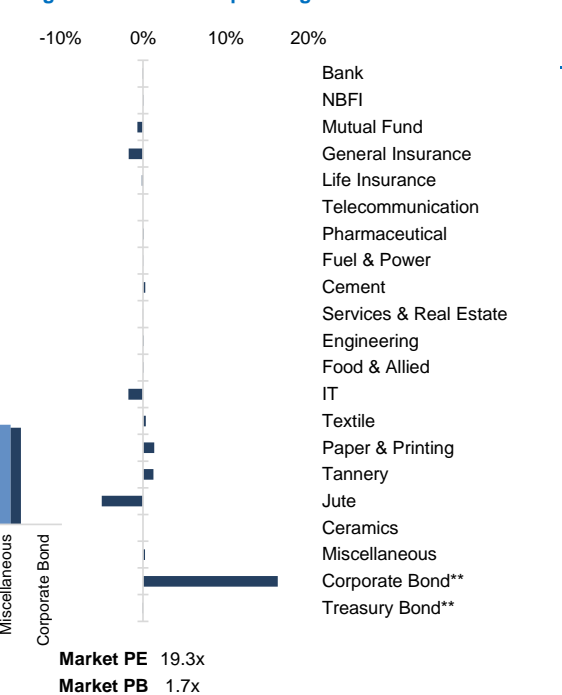 -10% 0% 10% 20%
Bank
NBFI
Mutual Fund
General Insurance
Life Insurance
Telecommunication
Pharmaceutical
Fuel & Power
Cement
Services & Real Estate
Engineering
Food & Allied
IT
Textile
Paper & Printing
Tannery
Jute
Ceramics
Miscellaneous
Corporate Bond**
Treasury Bond**
Miscellaneous
Corporate Bond
Market PE 19.3x
Market PB 1.7x